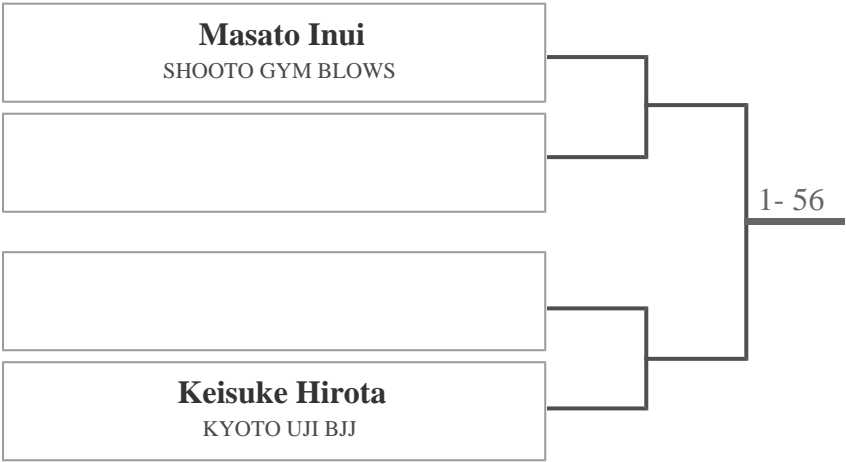 Masato Inui
SHOOTO GYM BLOWS
1- 56
Keisuke Hirota
KYOTO UJI BJJ